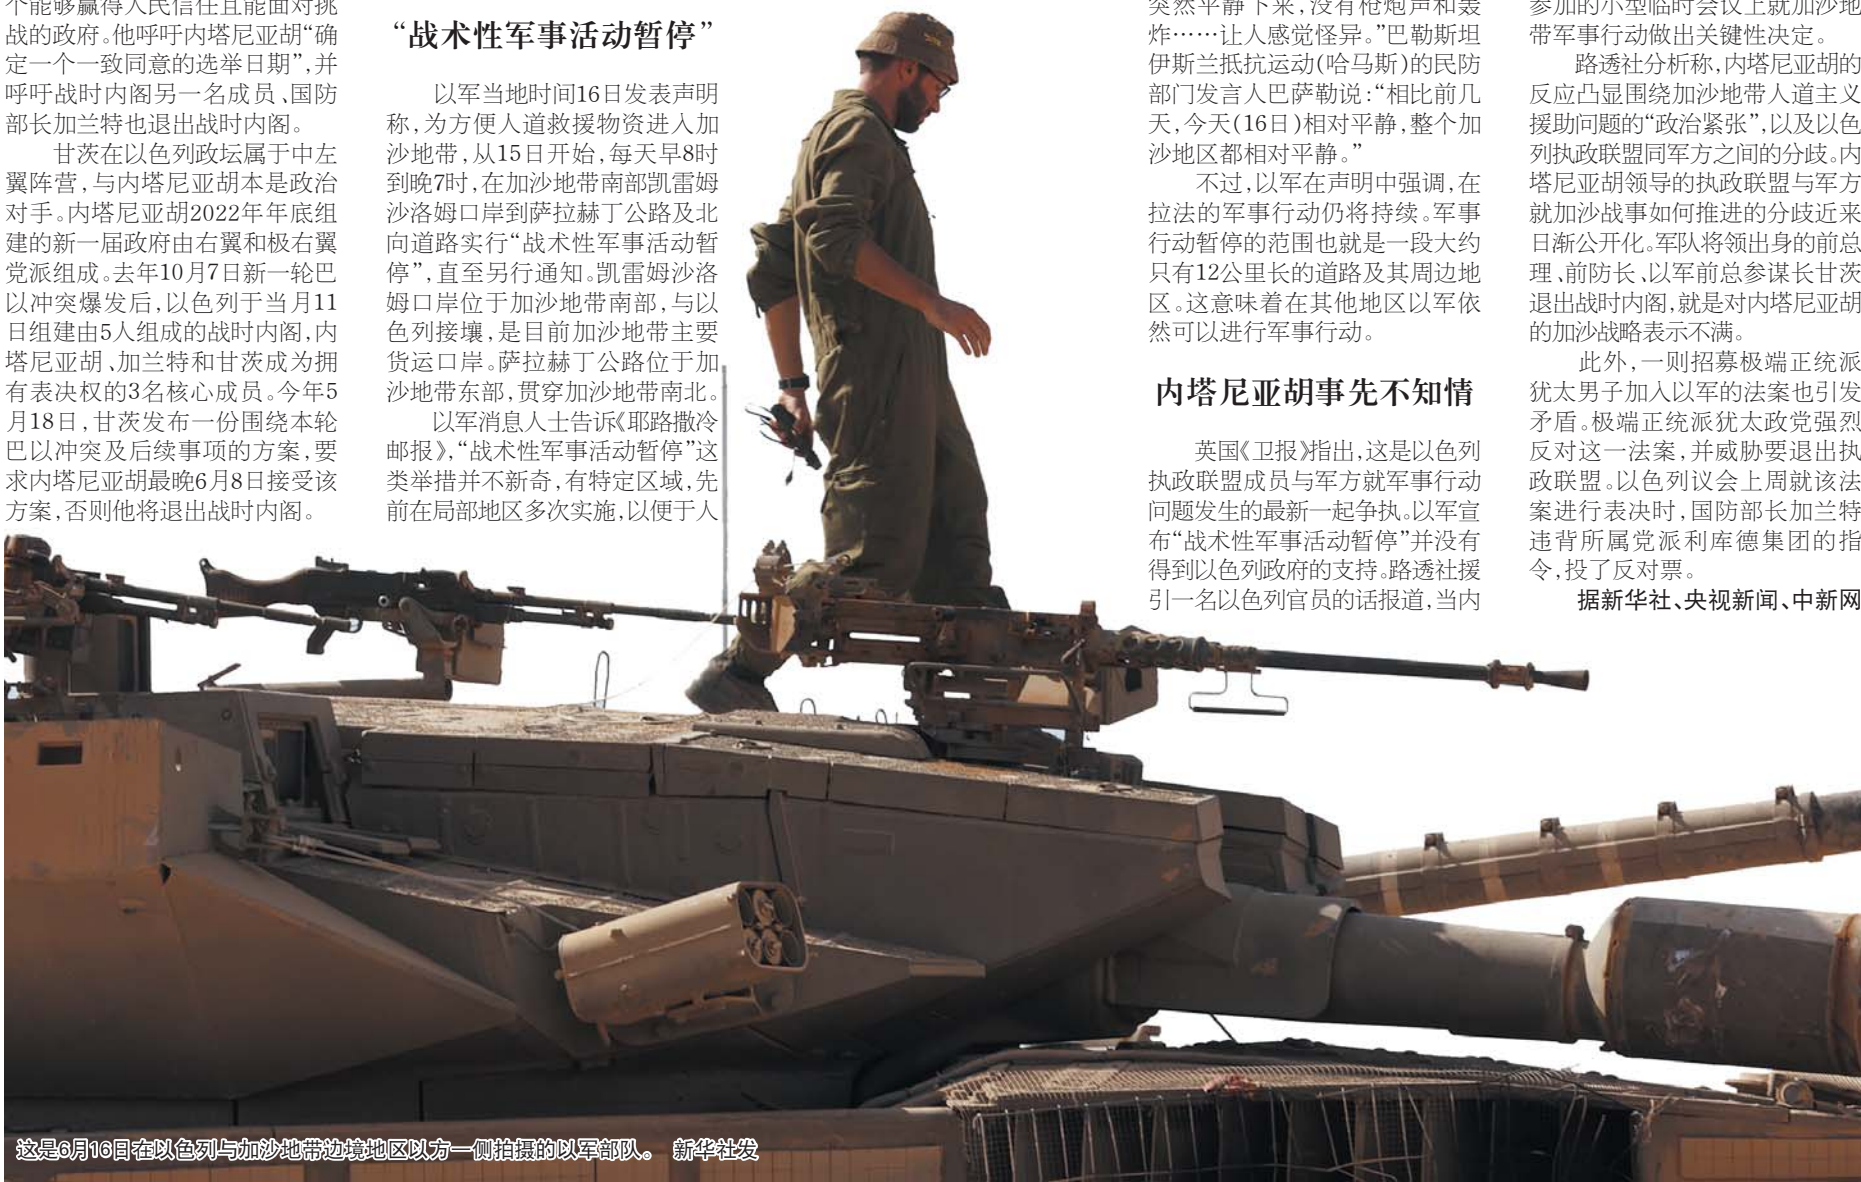 个能够赢得人民信任且能面对挑
战的政府。他呼吁内塔尼亚胡“确
定一个一致同意的选举日期”,并
呼吁战时内阁另一名成员、国防
部长加兰特也退出战时内阁。
甘茨在以色列政坛属于中左
翼阵营,与内塔尼亚胡本是政治
对手。内塔尼亚胡2022年年底组
建的新一届政府由右翼和极右翼
党派组成。去年10月7日新一轮巴
以冲突爆发后,以色列于当月11
日组建由5人组成的战时内阁,内
塔尼亚胡、加兰特和甘茨成为拥
有表决权的3名核心成员。今年5
月18日,甘茨发布一份围绕本轮
巴以冲突及后续事项的方案,要
求内塔尼亚胡最晚6月8日接受该
方案,否则他将退出战时内阁。
“战术性军事活动暂停”
以军当地时间16日发表声明
称,为方便人道救援物资进入加
沙地带,从15日开始,每天早8时
到晚7时,在加沙地带南部凯雷姆
沙洛姆口岸到萨拉赫丁公路及北
向道路实行“战术性军事活动暂
停”,直至另行通知。凯雷姆沙洛
姆口岸位于加沙地带南部,与以
色列接壤,是目前加沙地带主要
货运口岸。萨拉赫丁公路位于加
沙地带东部,贯穿加沙地带南北。
以军消息人士告诉《耶路撒冷
邮报》,“战术性军事活动暂停”这
类举措并不新奇,有特定区域,先
前在局部地区多次实施,以便于人
突然平静下来,没有枪炮声和轰
炸……让人感觉怪异。”巴勒斯坦
伊斯兰抵抗运动(哈马斯)的民防
部门发言人巴萨勒说:“相比前几
天,今天(16日)相对平静,整个加
沙地区都相对平静。”
不过,以军在声明中强调,在
拉法的军事行动仍将持续。军事
行动暂停的范围也就是一段大约
只有12公里长的道路及其周边地
区。这意味着在其他地区以军依
然可以进行军事行动。
内塔尼亚胡事先不知情
英国《卫报》指出,这是以色列
执政联盟成员与军方就军事行动
问题发生的最新一起争执。以军宣
布“战术性军事活动暂停”并没有
得到以色列政府的支持。路透社援
引一名以色列官员的话报道,当内
参加的小型临时会议上就加沙地
带军事行动做出关键性决定。
路透社分析称,内塔尼亚胡的
反应凸显围绕加沙地带人道主义
援助问题的“政治紧张”,以及以色
列执政联盟同军方之间的分歧。内
塔尼亚胡领导的执政联盟与军方
就加沙战事如何推进的分歧近来
日渐公开化。军队将领出身的前总
理、前防长、以军前总参谋长甘茨
退出战时内阁,就是对内塔尼亚胡
的加沙战略表示不满。
此外,一则招募极端正统派
犹太男子加入以军的法案也引发
矛盾。极端正统派犹太政党强烈
反对这一法案,并威胁要退出执
政联盟。以色列议会上周就该法
案进行表决时,国防部长加兰特
违背所属党派利库德集团的指
令,投了反对票。
据新华社、央视新闻、中新网
这是6月16日在以色列与加沙地带边境地区以方一侧拍摄的以军部队。 新华社发